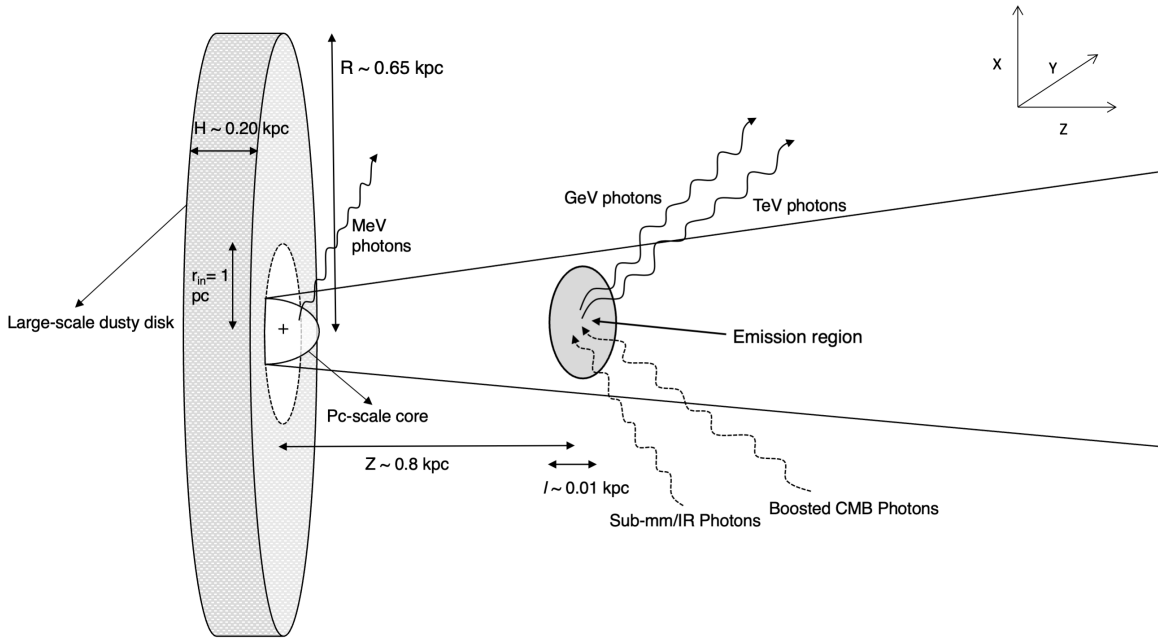 X
Y
Z
R ~ 0.65 kpc
H ~ 0.20 kpc
GeV photons
TeV photons
MeV
photons
r_in= 1
pc
Large-scale dusty disk
+
Emission region
Pc-scale core
Z ~ 0.8 kpc
l ~ 0.01 kpc
Sub-mm/IR Photons
Boosted CMB Photons